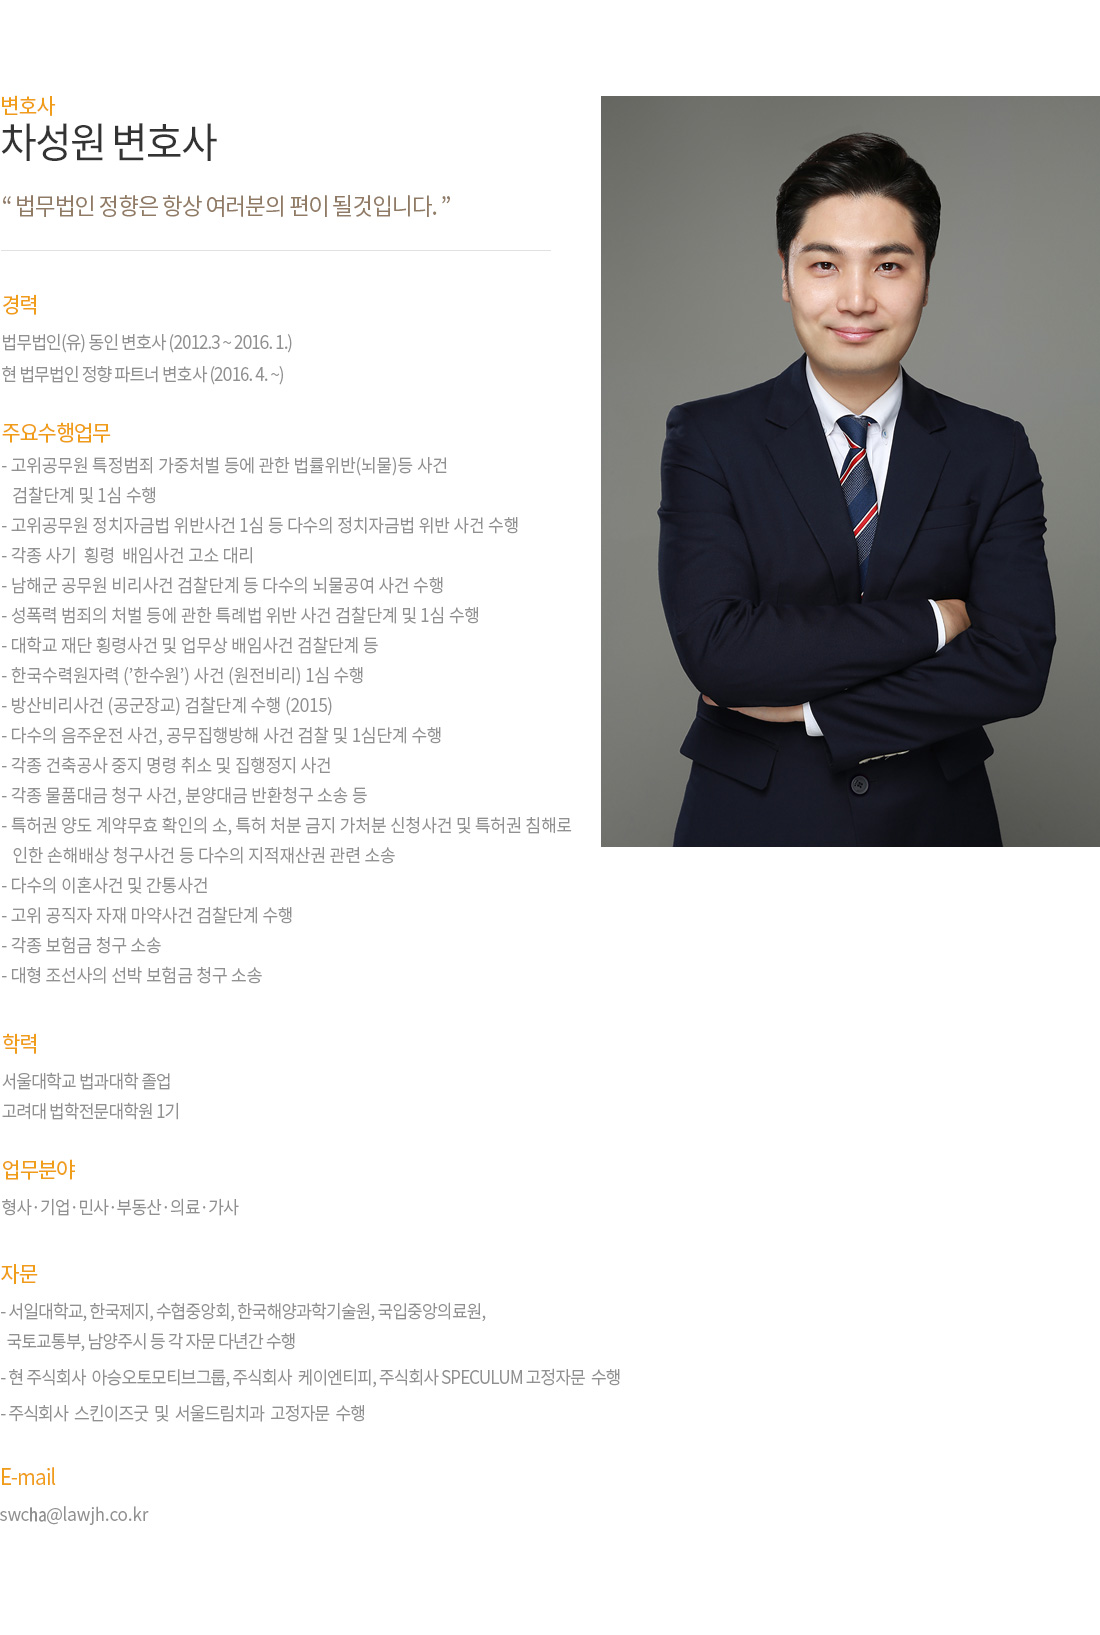 변호사
차성원 변호사
“ 법무법인 정향은 항상 여러분의 편이 될것입니다. ”
경력
법무법인(유) 동인 변호사 (2012.3 ~ 2016. 1.)
현 법무법인 정향 파트너 변호사 (2016. 4. ~)
주요수행업무
- 고위공무원 특정범죄 가중처벌 등에 관한 법률위반(뇌물)등 사건
검찰단계 및 1심 수행
- 고위공무원 정치자금법 위반사건 1심 등 다수의 정치자금법 위반 사건 수행
- 각종 사기 횡령 배임사건 고소 대리
- 남해군 공무원 비리사건 검찰단계 등 다수의 뇌물공여 사건 수행
- 성폭력 범죄의 처벌 등에 관한 특례법 위반 사건 검찰단계 및 1심 수행
- 대학교 재단 횡령사건 및 업무상 배임사건 검찰단계 등
- 한국수력원자력 (’한수원’) 사건 (원전비리) 1심 수행
- 방산비리사건 (공군장교) 검찰단계 수행 (2015)
- 다수의 음주운전 사건, 공무집행방해 사건 검찰 및 1심단계 수행
- 각종 건축공사 중지 명령 취소 및 집행정지 사건
- 각종 물품대금 청구 사건, 분양대금 반환청구 소송 등
- 특허권 양도 계약무효 확인의 소, 특허 처분 금지 가처분 신청사건 및 특허권 침해로
인한 손해배상 청구사건 등 다수의 지적재산권 관련 소송
- 다수의 이혼사건 및 간통사건
- 고위 공직자 자재 마약사건 검찰단계 수행
- 각종 보험금 청구 소송
- 대형 조선사의 선박 보험금 청구 소송
학력
서울대학교 법과대학 졸업
고려대 법학전문대학원 1기
업무분야
형사·기업·민사·부동산·의료·가사
자문
- 서일대학교, 한국제지, 수협중앙회, 한국해양과학기술원, 국입중앙의료원,
국토교통부, 남양주시 등 각 자문 다년간 수행
- 현 주식회사 아승오토모티브그룹, 주식회사 케이엔티피, 주식회사 SPECULUM 고정자문 수행
- 주식회사 스킨이즈굿 및 서울드림치과 고정자문 수행
E-mail
swcha@lawjh.co.kr